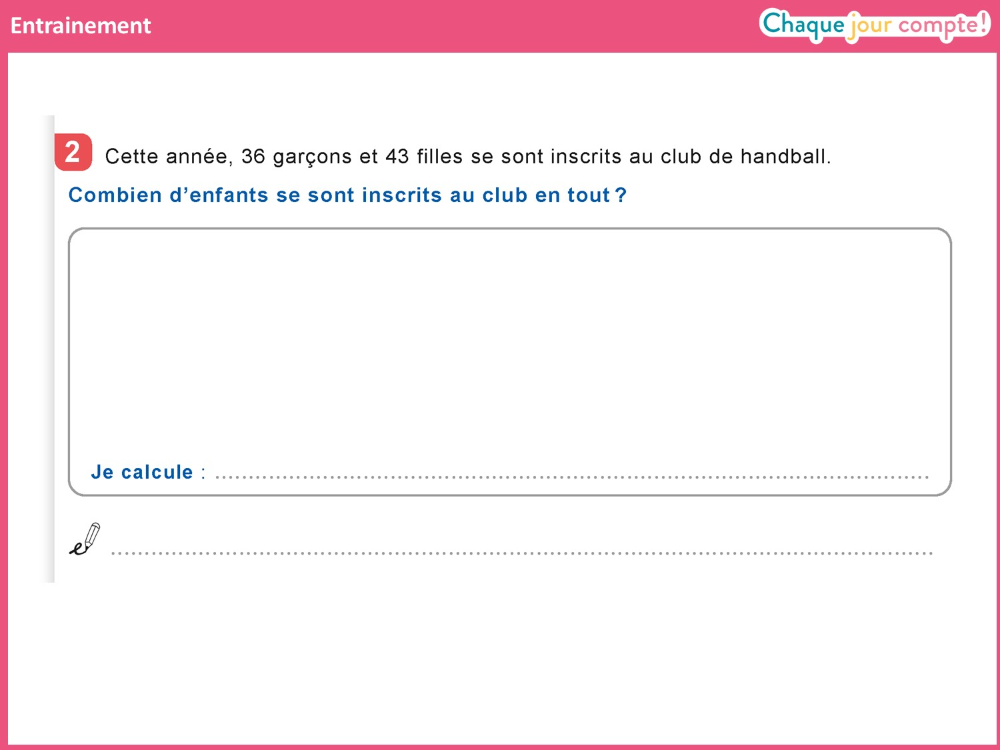 Entrainement
Chaque jour compte!
2 Cette année, 36 garçons et 43 filles se sont inscrits au club de handball.
Combien d’enfants se sont inscrits au club en tout ?
Je calcule : ..........................................................................................................
..........................................................................................................................